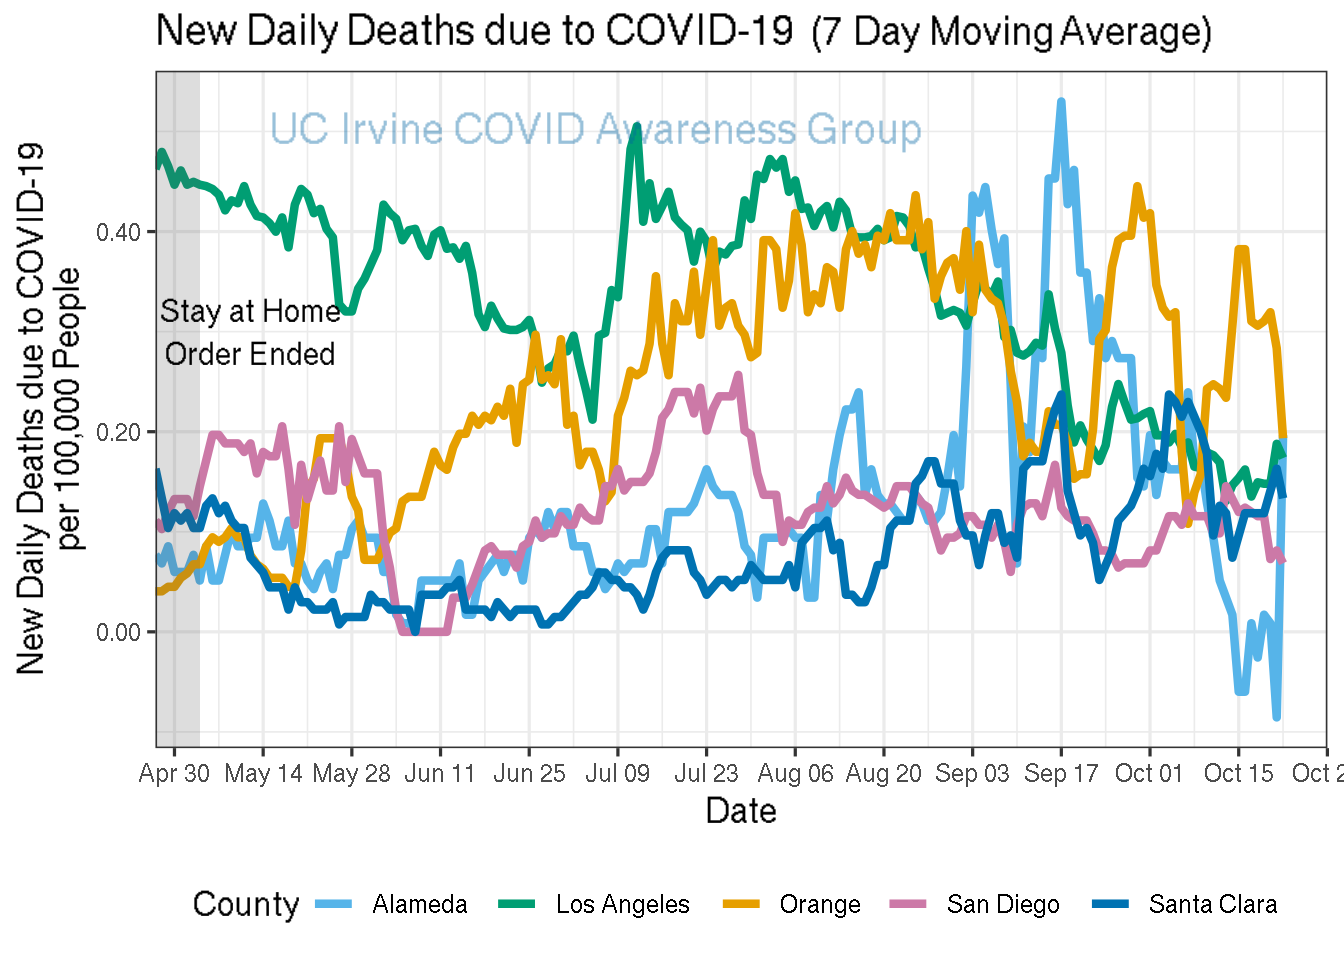 New Daily Deaths due to COVID-19 (7 Day Moving Average)
UC Irvine COVID Awareness Group
New Daily Deaths due to COVID-19
per 100,000 People
0.40
0.20
0.00
Stay at Home
Order Ended
Apr 30 May 14 May 28 Jun 11 Jun 25 Jul 09 Jul 23 Aug 06 Aug 20 Sep 03 Sep 17 Oct 01 Oct 15 Oct 2
Date
County Alameda Los Angeles Orange San Diego Santa Clara